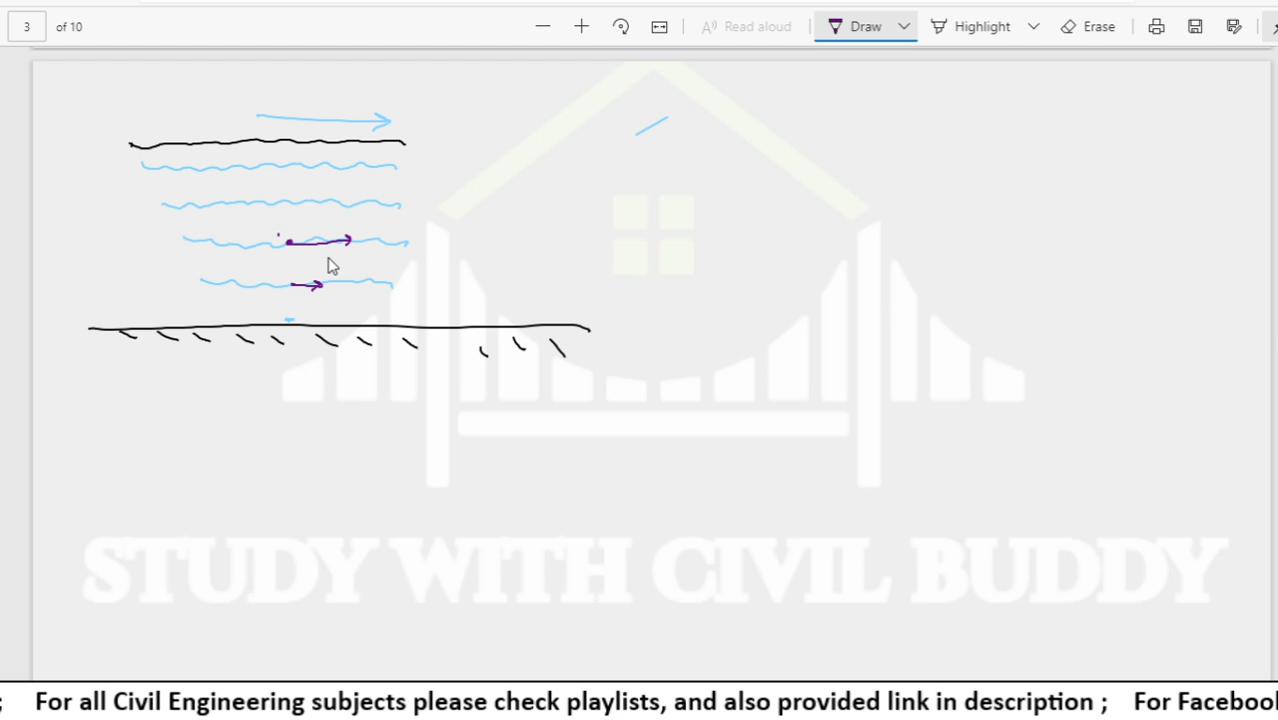 3 of 10 Read aloud Draw Highlight Erase
STUDY WITH CIVIL BUDDY
; For all Civil Engineering subjects please check playlists, and also provided link in description ; For Facebook